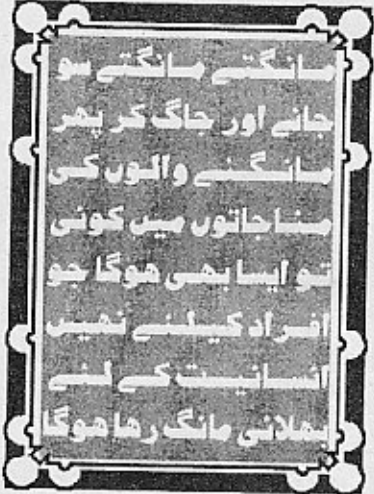 مانگتے مانگتے سو
جانے اور جاگ کر پھر
مانگنے والوں کی
مناجاتوں میں کوئی
تو ایسا بھی ہوگا جو
افراد کیلئے نہیں
انسانیت کے لئے
بھلائی مانگ رہا ہوگا